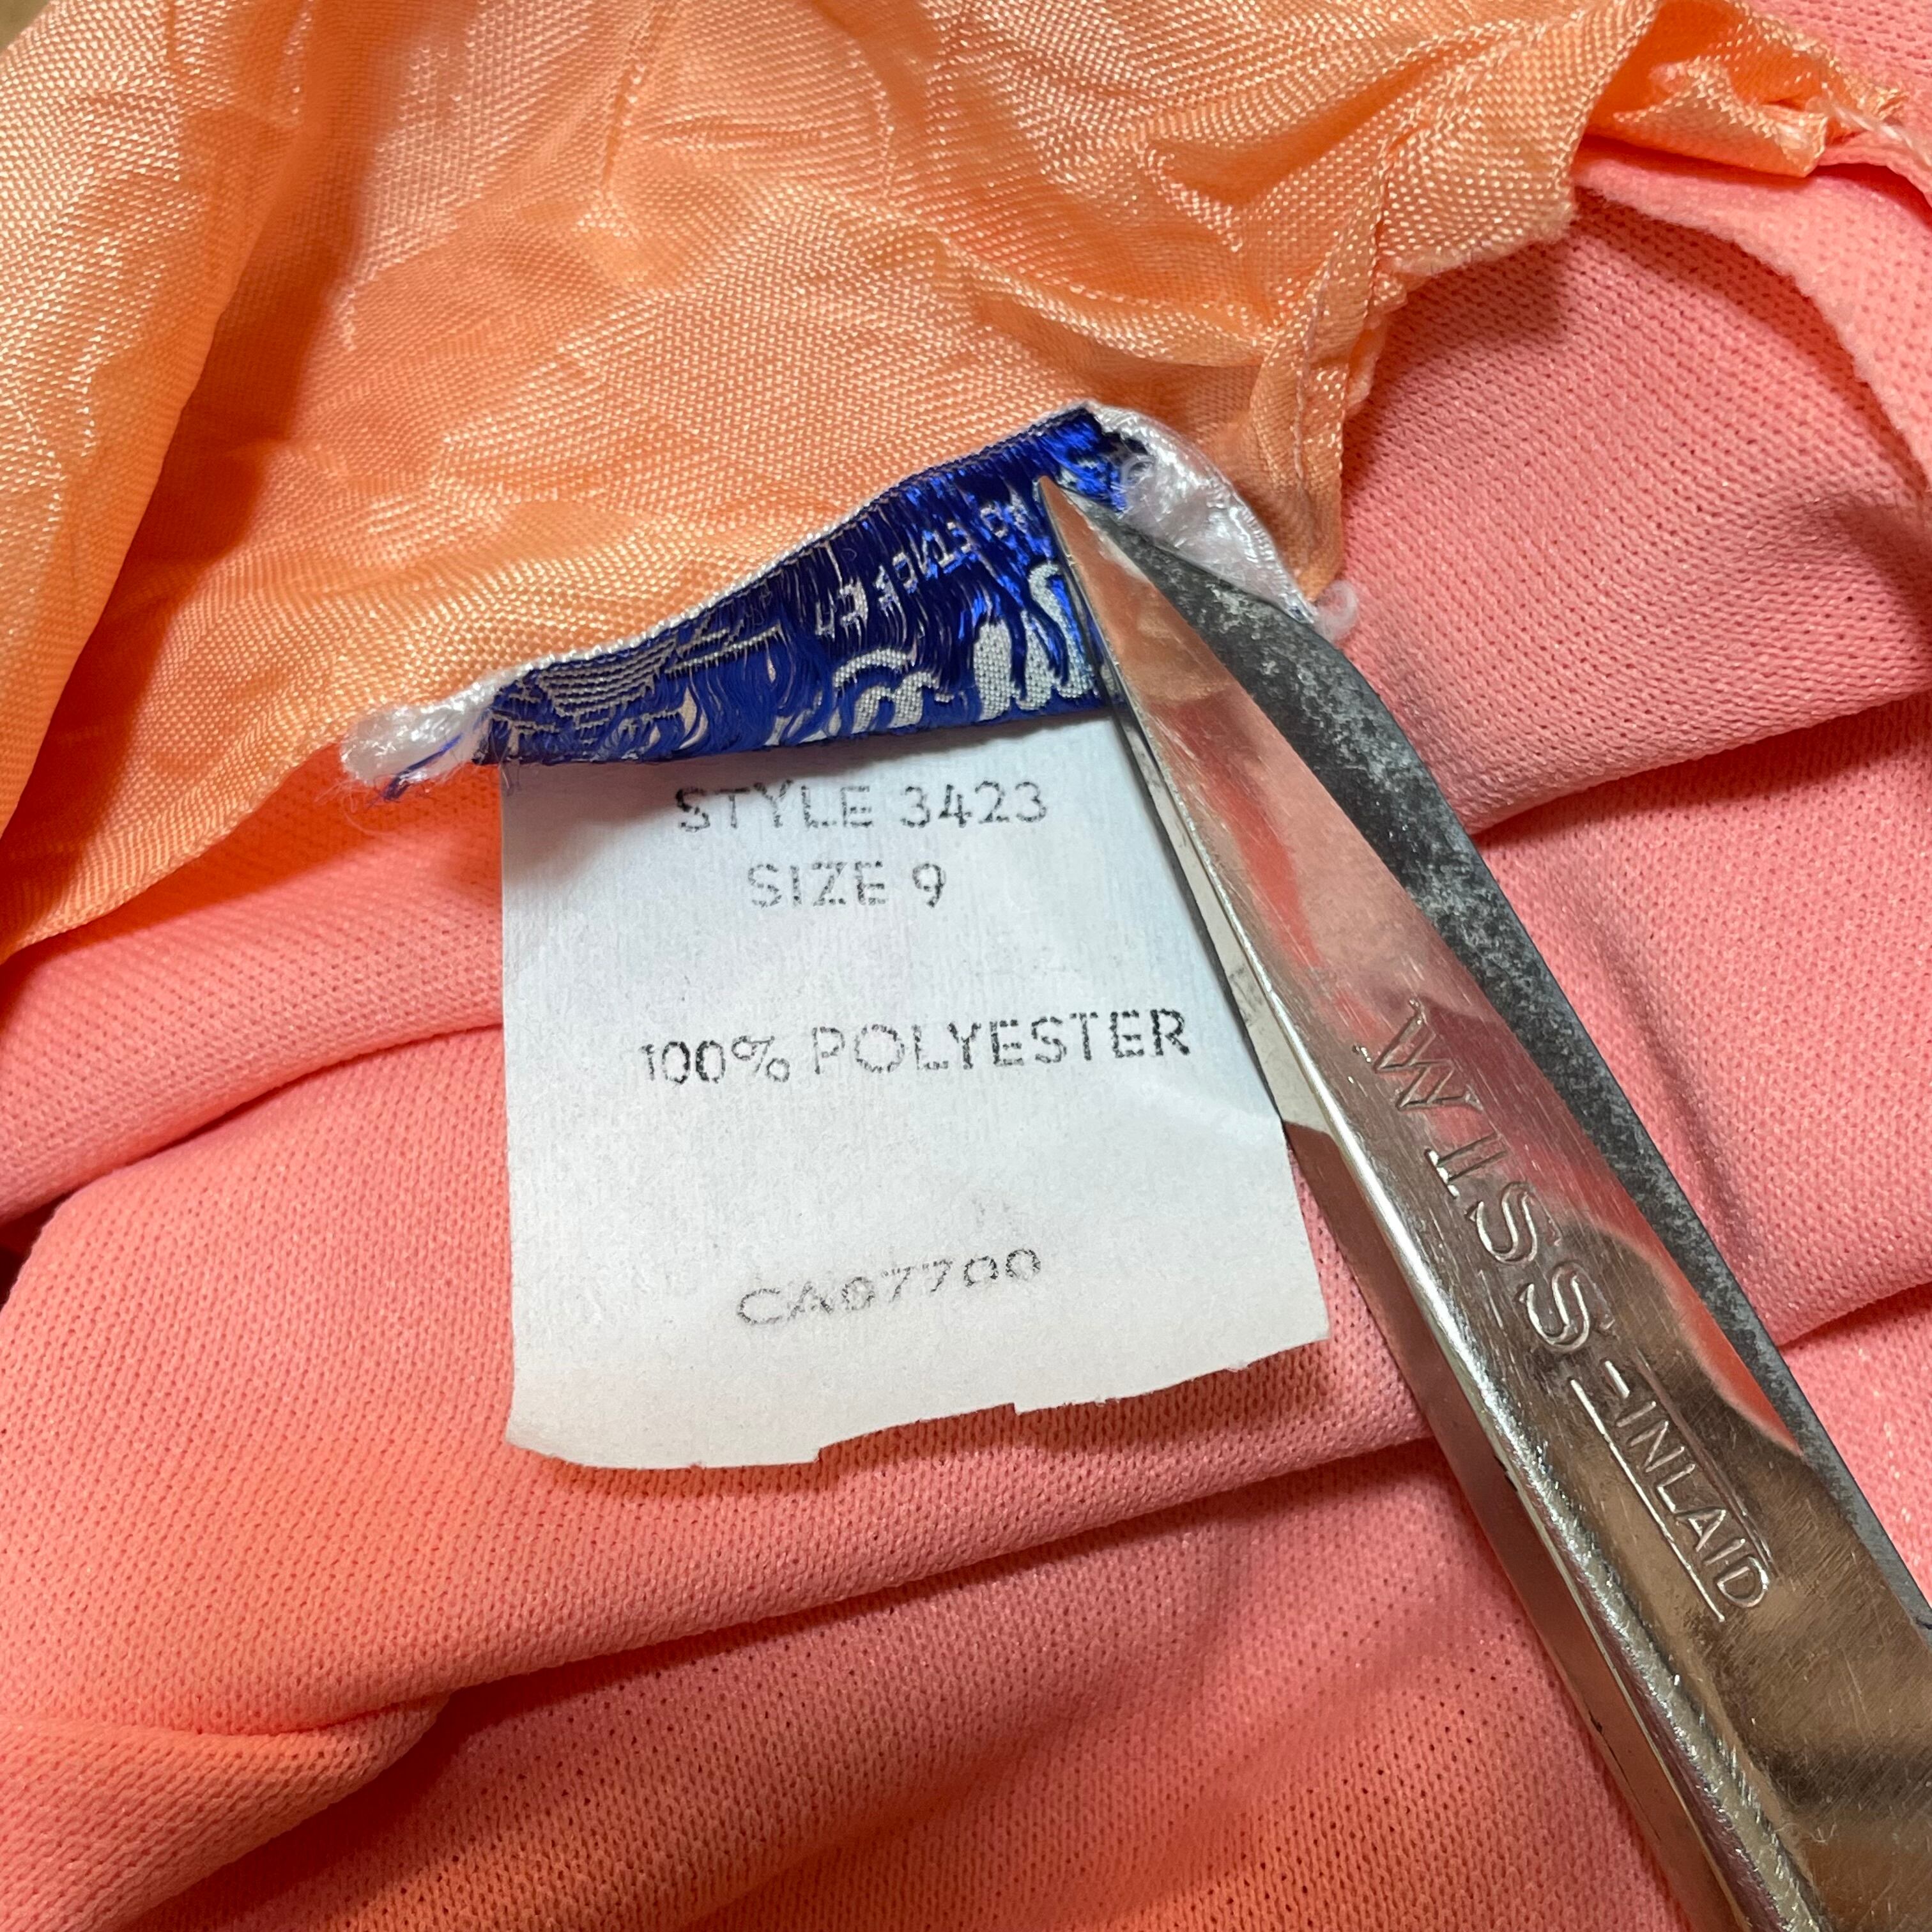 STYLE 3423
SIZE 9
100% POLYESTER
CA07700
WISS-INLAID